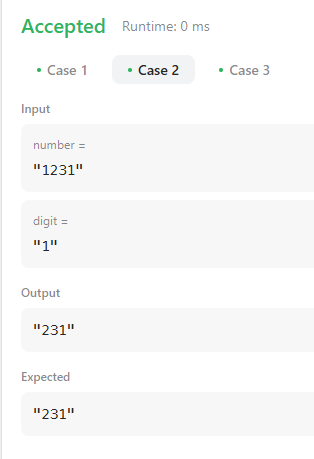 Accepted Runtime: 0 ms
• Case 1 • Case 2 • Case 3
Input
number =
"1231"
digit =
"1"
Output
"231"
Expected
"231"